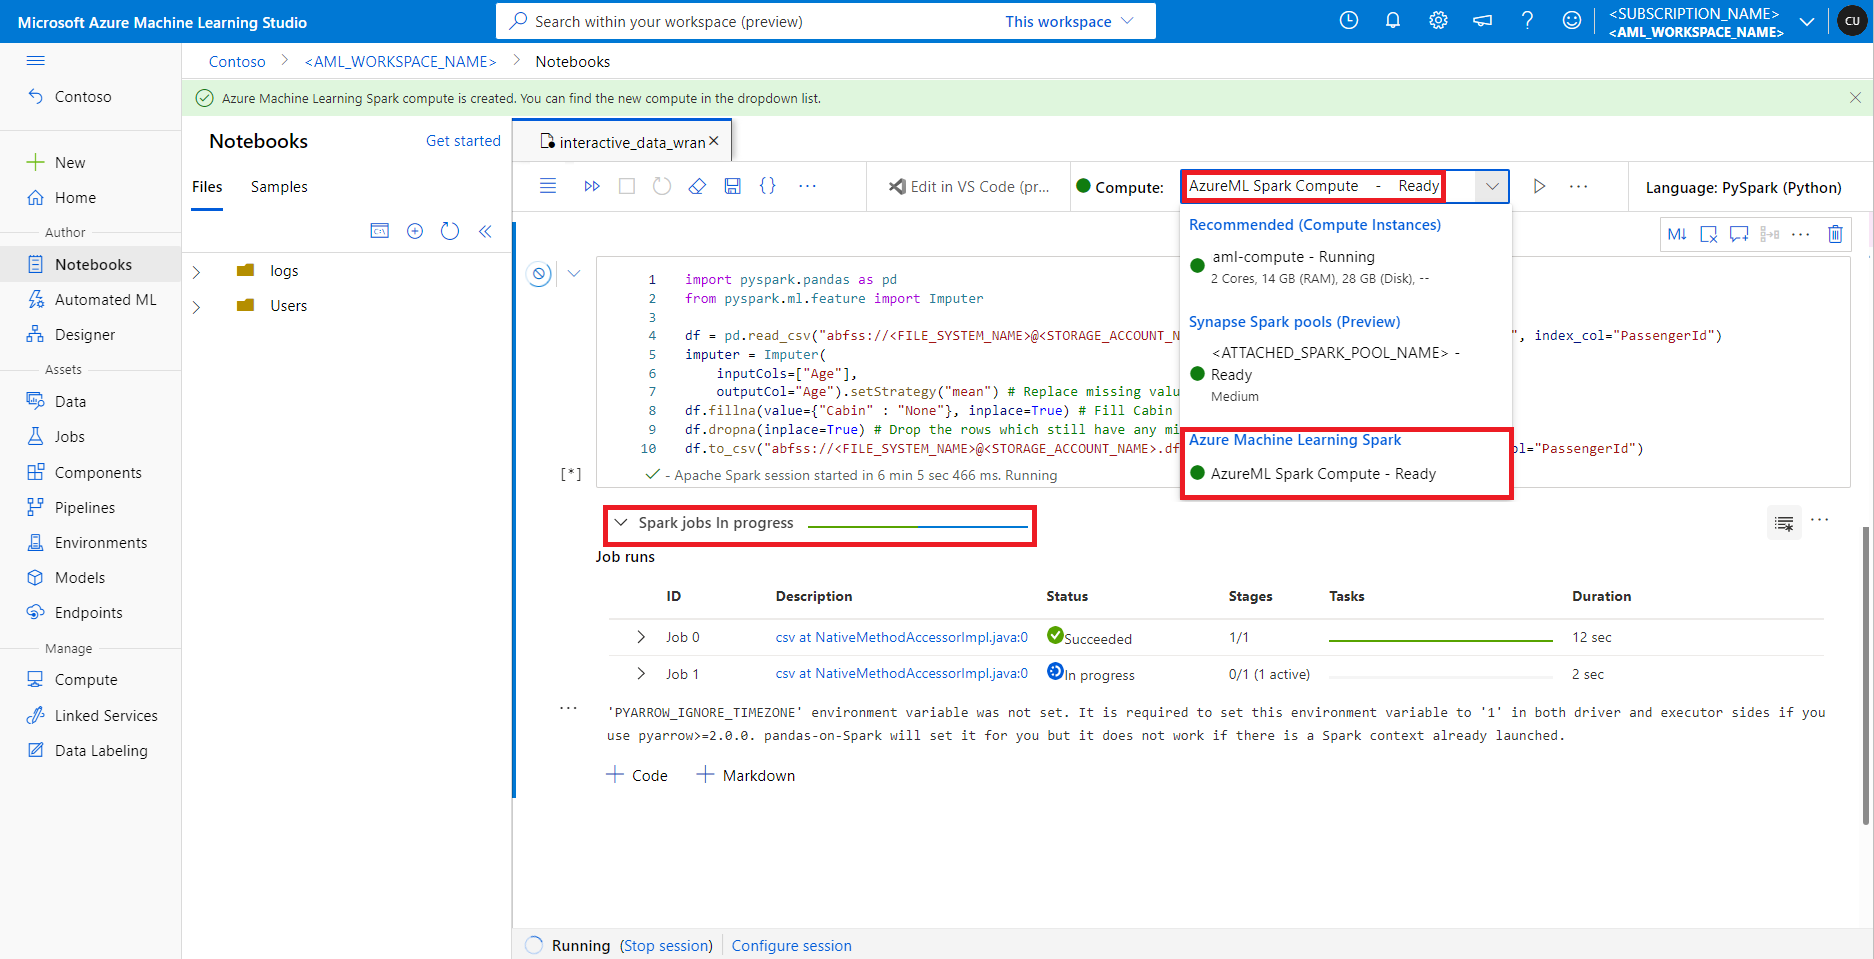 Microsoft Azure Machine Learning Studio
Search within your workspace (preview)
This workspace
<SUBSCRIPTION_NAME>
<AML_WORKSPACE_NAME>
CU
Contoso > <AML_WORKSPACE_NAME> > Notebooks
Azure Machine Learning Spark compute is created. You can find the new compute in the dropdown list.
Contoso
New
Home
Author
Notebooks
Automated ML
Designer
Assets
Data
Jobs
Components
Pipelines
Environments
Models
Endpoints
Manage
Compute
Linked Services
Data Labeling
Notebooks
Get started
Files
Samples
logs
Users
interactive_data_wran
Edit in VS Code (pr...
Compute:
AzureML Spark Compute - Ready
Language: PySpark (Python)
Recommended (Compute Instances)
aml-compute - Running
2 Cores, 14 GB (RAM), 28 GB (Disk), --
Synapse Spark pools (Preview)
<ATTACHED_SPARK_POOL_NAME> -
Ready
Medium
Azure Machine Learning Spark
AzureML Spark Compute - Ready
M↓
1 import pyspark.pandas as pd
2 from pyspark.ml.feature import Imputer
3
4 df = pd.read_csv("abfss://<FILE_SYSTEM_NAME>@<STORAGE_ACCOUNT_N ", index_col="PassengerId")
5 imputer = Imputer(
6 inputCols=["Age"],
7 outputCol="Age").setStrategy("mean") # Replace missing valu
8 df.fillna(value={"Cabin" : "None"}, inplace=True) # Fill Cabin
9 df.dropna(inplace=True) # Drop the rows which still have any mi
10 df.to_csv("abfss://<FILE_SYSTEM_NAME>@<STORAGE_ACCOUNT_NAME>.df ol="PassengerId")
[*]
- Apache Spark session started in 6 min 5 sec 466 ms. Running
Spark jobs In progress
Job runs
ID Description Status Stages Tasks Duration
Job 0 csv at NativeMethodAccessorImpl.java:0 Succeeded 1/1 12 sec
Job 1 csv at NativeMethodAccessorImpl.java:0 In progress 0/1 (1 active) 2 sec
'PYARROW_IGNORE_TIMEZONE' environment variable was not set. It is required to set this environment variable to '1' in both driver and executor sides if you
use pyarrow>=2.0.0. pandas-on-Spark will set it for you but it does not work if there is a Spark context already launched.
Code
Markdown
Running (Stop session) Configure session